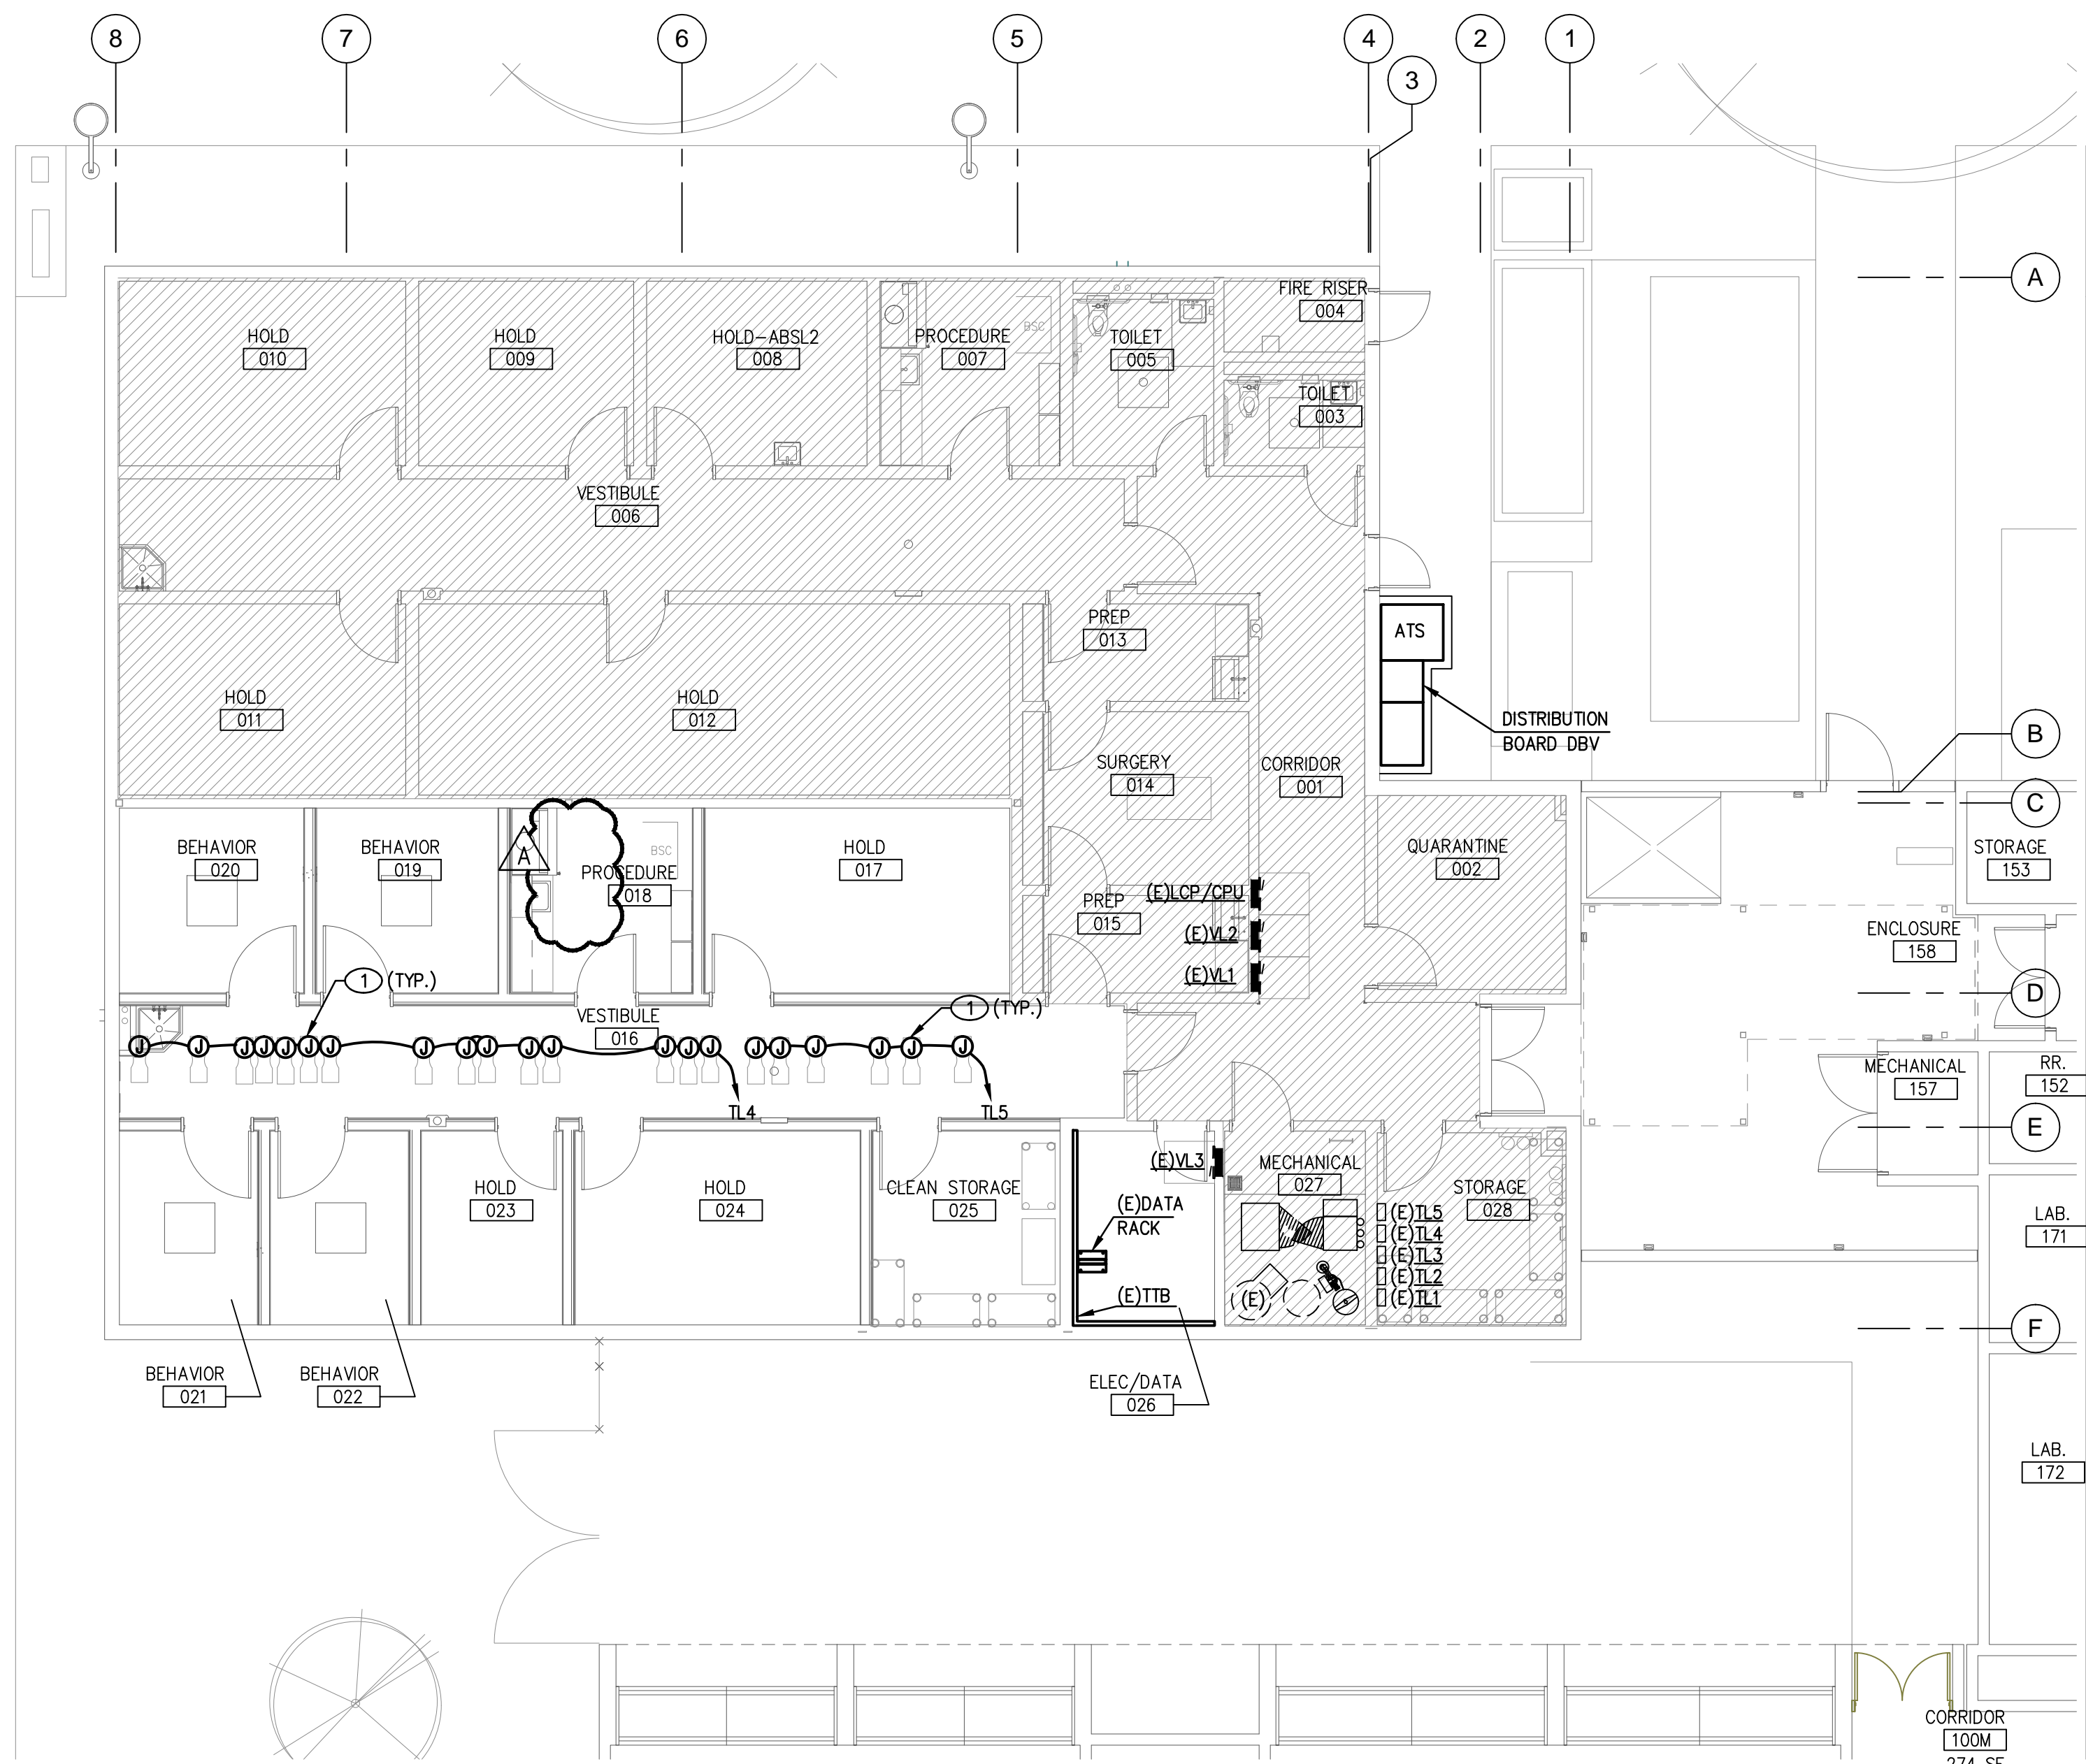 8
7
6
5
4
2
1
3
A
HOLD
010
HOLD
009
HOLD-ABSL2
008
PROCEDURE
007
BSC
TOILET
005
FIRE RISER
004
TOILET
003
VESTIBULE
006
HOLD
011
HOLD
012
PREP
013
ATS
DISTRIBUTION
BOARD DBV
B
SURGERY
014
CORRIDOR
001
C
BEHAVIOR
020
BEHAVIOR
019
A
BSC
PROCEDURE
018
HOLD
017
QUARANTINE
002
STORAGE
153
(E)LCP/CPU
PREP
015
(E)VL2
(E)VL1
ENCLOSURE
158
D
1 (TYP.)
1 (TYP.)
VESTIBULE
016
J J J J J J J J J J J J J J J J J J J J J
TL4
TL5
MECHANICAL
157
RR.
152
E
(E)VL3
MECHANICAL
027
HOLD
023
HOLD
024
CLEAN STORAGE
025
STORAGE
028
(E)DATA
RACK
(E)TL5
(E)TL4
(E)TL3
(E)TL2
(E)TL1
LAB.
171
(E)TTB
(E)
F
BEHAVIOR
021
BEHAVIOR
022
ELEC/DATA
026
LAB.
172
CORRIDOR
100M
274 SF